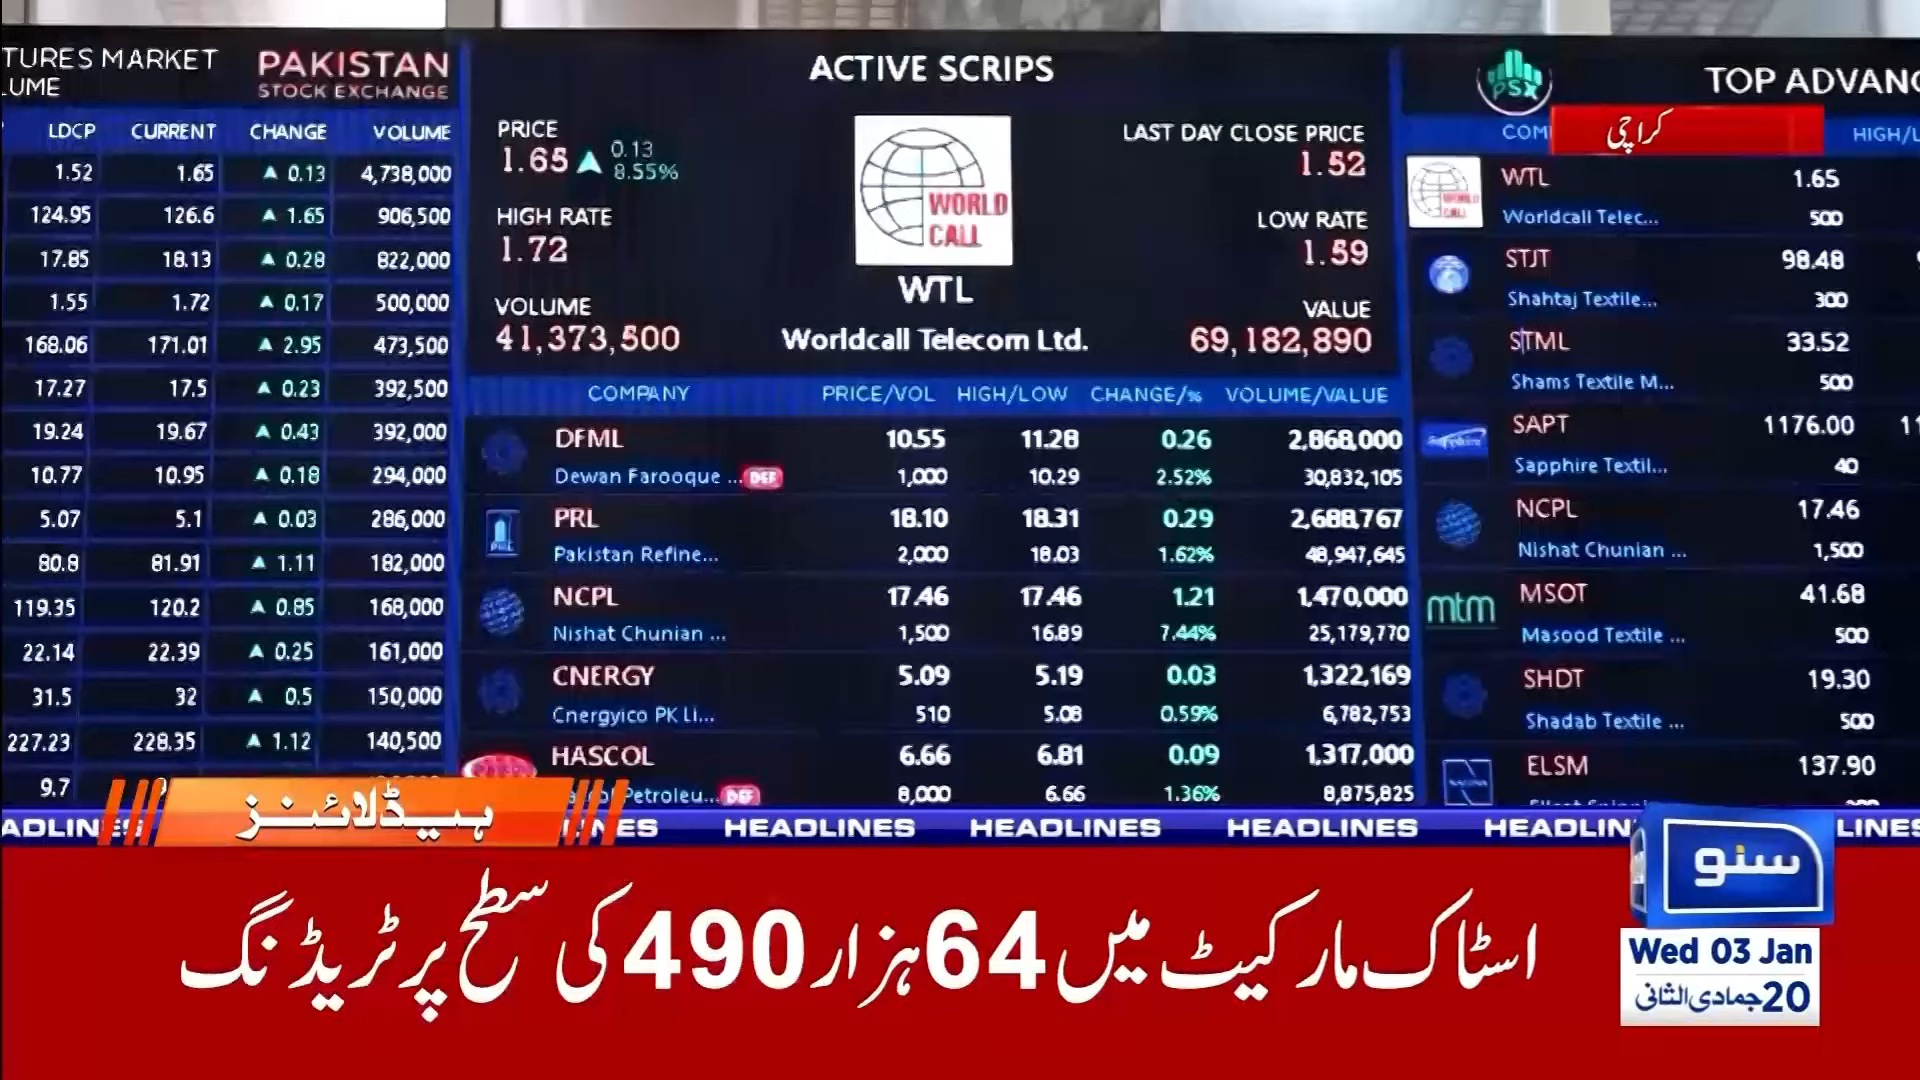 TURES MARKET
LUME
PAKISTAN
STOCK EXCHANGE
LDCP CURRENT CHANGE VOLUME
1.52 1.65 ▲ 0.13 4,738,000
124.95 126.6 ▲ 1.65 906,500
17.85 18.13 ▲ 0.28 822,000
1.55 1.72 ▲ 0.17 500,000
168.06 171.01 ▲ 2.95 473,500
17.27 17.5 ▲ 0.23 392,500
19.24 19.67 ▲ 0.43 392,000
10.77 10.95 ▲ 0.18 294,000
5.07 5.1 ▲ 0.03 286,000
80.8 81.91 ▲ 1.11 182,000
119.35 120.2 ▲ 0.85 168,000
22.14 22.39 ▲ 0.25 161,000
31.5 32 ▲ 0.5 150,000
227.23 228.35 ▲ 1.12 140,500
9.7
ACTIVE SCRIPS
PRICE
1.65 ▲ 0.13
8.55%
HIGH RATE
1.72
VOLUME
41,373,500
WORLD
CALL
WTL
Worldcall Telecom Ltd.
LAST DAY CLOSE PRICE
1.52
LOW RATE
1.59
VALUE
69,182,890
COMPANY PRICE/VOL HIGH/LOW CHANGE/% VOLUME/VALUE
DFML 10.55 11.28 0.26 2,868,000
Dewan Farooque ... DEF 1,000 10.29 2.52% 30,832,105
PRL 18.10 18.31 0.29 2,688,767
Pakistan Refine... 2,000 18.03 1.62% 48,947,645
NCPL 17.46 17.46 1.21 1,470,000
Nishat Chunian ... 1,500 16.89 7.44% 25,179,770
CNERGY 5.09 5.19 0.03 1,322,169
Cnergyico PK Li... 510 5.08 0.59% 6,782,753
HASCOL 6.66 6.81 0.09 1,317,000
Petroleu... DEF 8,000 6.66 1.36% 8,875,825
PSX
TOP ADVANC
COM HIGH/L
کراچی
WORLD
CALL
WTL 1.65
Worldcall Telec... 500
STJT 98.48
Shahtaj Textile... 300
STML 33.52
Shams Textile M... 500
Sapphire
SAPT 1176.00 11
Sapphire Textil... 40
NCPL 17.46
Nishat Chunian ... 1,500
mtm
MSOT 41.68
Masood Textile ... 500
SHDT 19.30
Shadab Textile ... 500
ELSM 137.90
ADLINES
ہیڈلائنز
INES HEADLINES HEADLINES HEADLINES HEADLIN LINES
سنو
اسٹاک مارکیٹ میں 64 ہزار 490 کی سطح پر ٹریڈنگ
Wed 03 Jan
20 جمادی الثانی